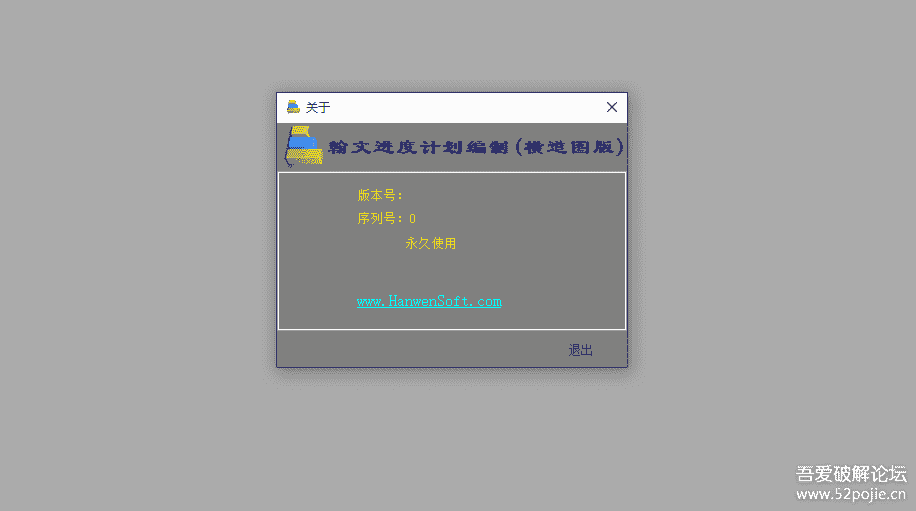 关于
翰文进度计划编制(横道图版)
版本号:
序列号: 0
永久使用
www.HanwenSoft.com
退出
吾爱破解论坛
www.52pojie.cn